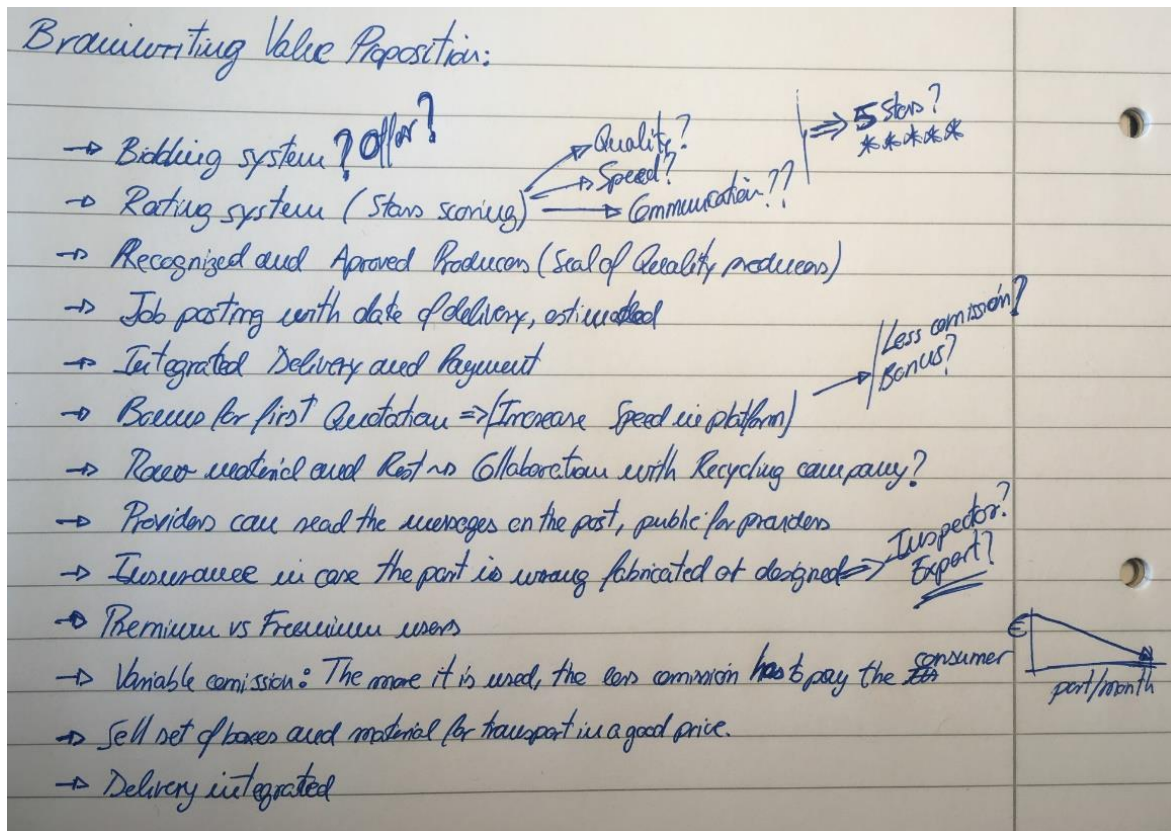 Brainwriting Value Proposition:
→ Bidding system? Offer?
→ Rating system (Stars scoring) → Quality? → Speed? → Communication?? ⇒ 5 Stars? *****
→ Recognized and Aproved Producers (Seal of Quality producers)
→ Job posting with date of delivery, estimated
→ Integrated Delivery and Payment
→ Bonus for first Quotation => (Increase Speed in platform) → Less comission? Bonus?
→ Raw material and Rest → Collaboration with Recycling company?
→ Providers can read the messages on the post, public for providers
→ Insurance in case the part is wrong fabricated or designed => Inspector? Expert?
→ Premium vs Freemium users
→ Variable comission: The more it is used, the less comission has to pay the consumer
€
part/month
→ Sell set of boxes and material for transport in a good price.
→ Delivery integrated